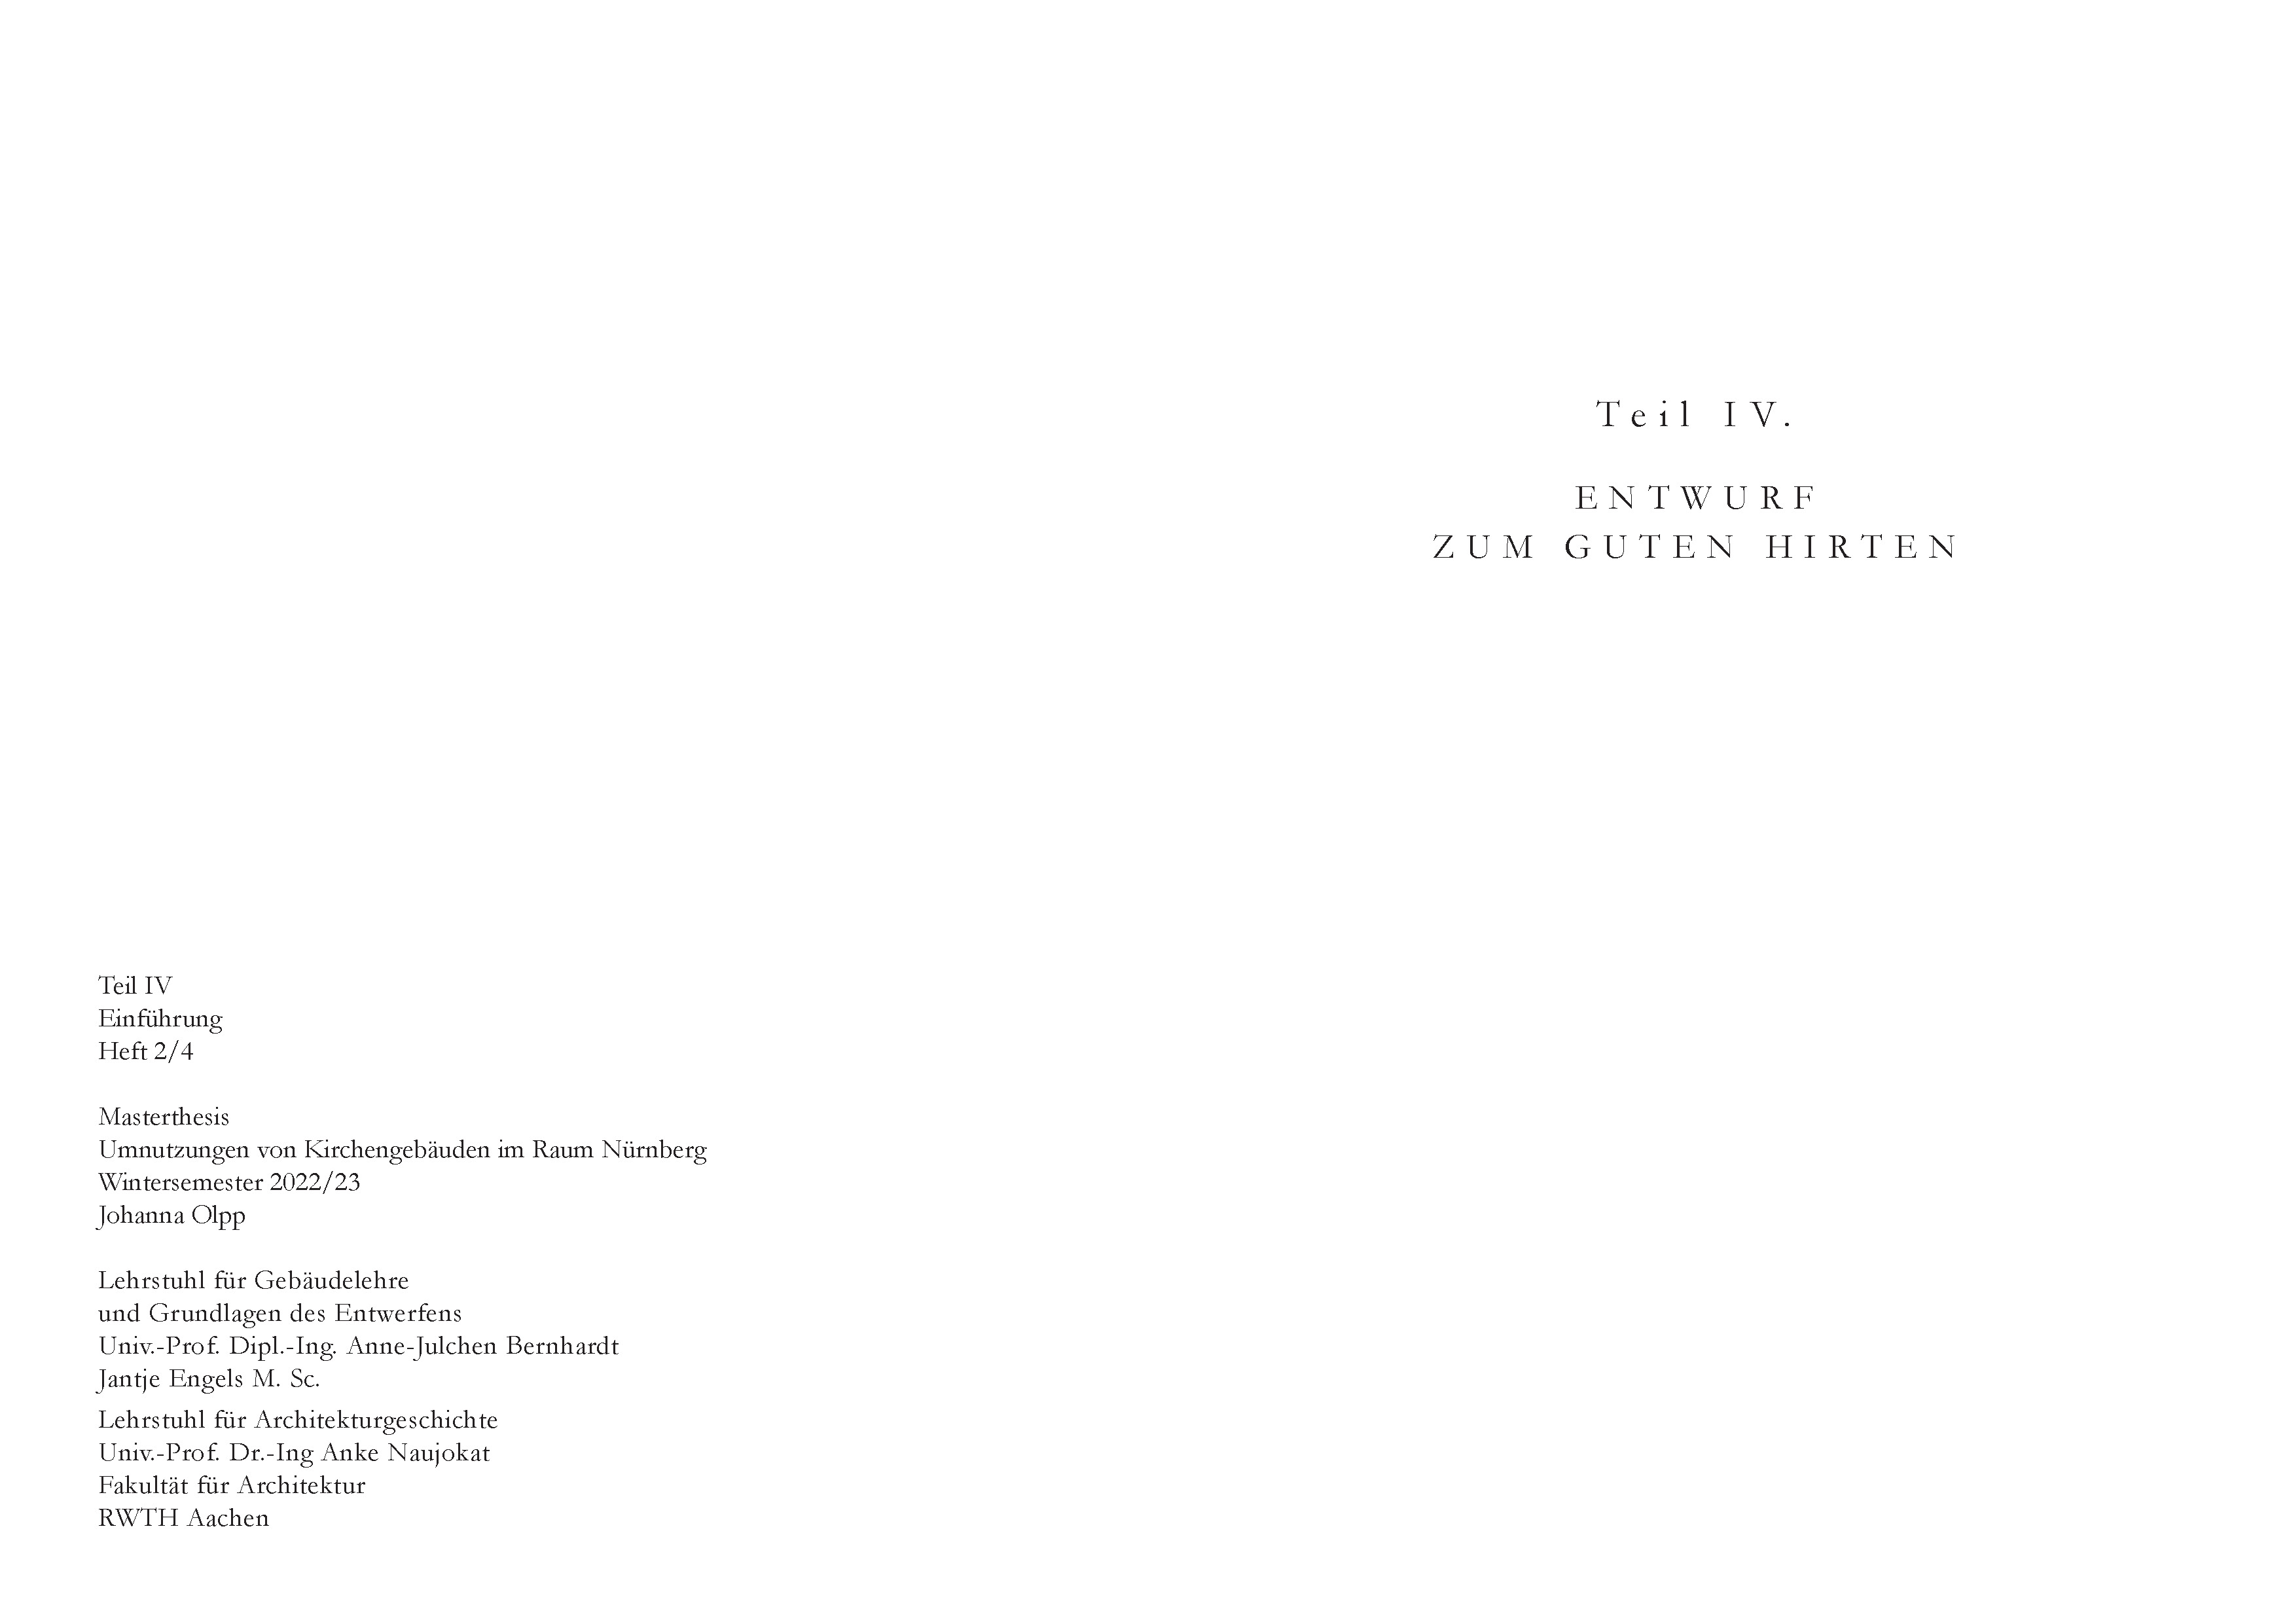 Teil IV
Einführung
Heft 2/4
Masterthesis
Umnutzungen von Kirchengebäuden im Raum Nürnberg
Wintersemester 2022/23
Johanna Olpp
Lehrstuhl für Gebäudelehre
und Grundlagen des Entwerfens
Univ.-Prof. Dipl.-Ing. Anne-Julchen Bernhardt
Jantje Engels M. Sc.
Lehrstuhl für Architekturgeschichte
Univ.-Prof. Dr.-Ing Anke Naujokat
Fakultät für Architektur
RWTH Aachen
Teil IV.
ENTWURF
ZUM GUTEN HIRTEN